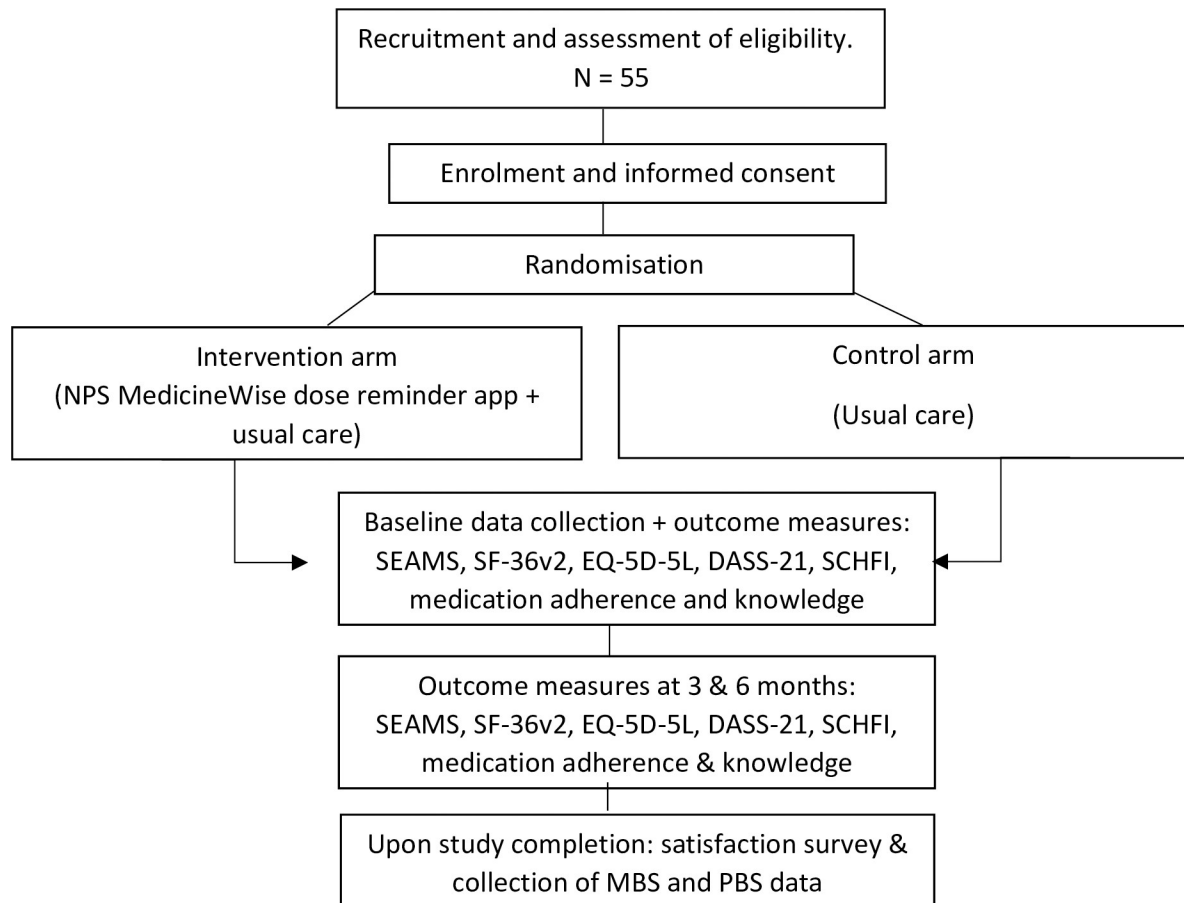 Recruitment and assessment of eligibility.
N = 55
Enrolment and informed consent
Randomisation
Intervention arm
(NPS MedicineWise dose reminder app +
usual care)
Control arm
(Usual care)
Baseline data collection + outcome measures:
SEAMS, SF-36v2, EQ-5D-5L, DASS-21, SCHFI,
medication adherence and knowledge
Outcome measures at 3 & 6 months:
SEAMS, SF-36v2, EQ-5D-5L, DASS-21, SCHFI,
medication adherence & knowledge
Upon study completion: satisfaction survey &
collection of MBS and PBS data